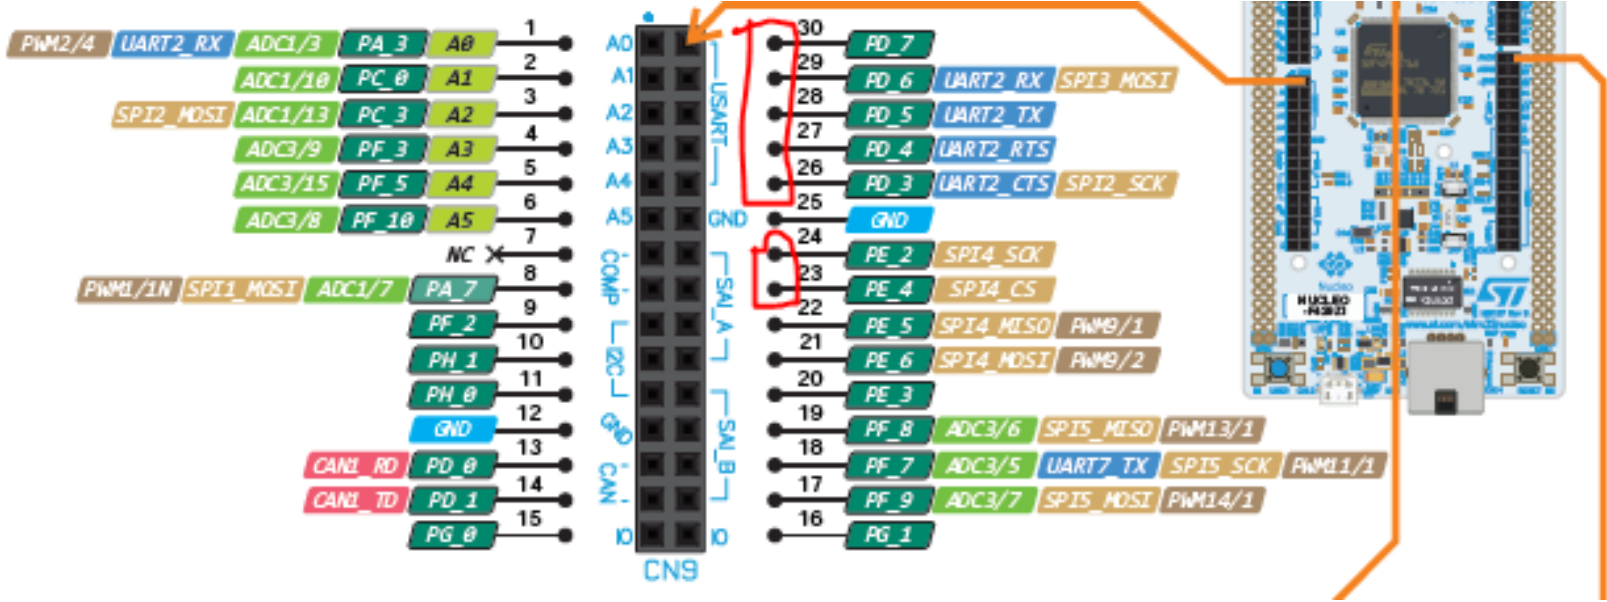 PWM2/4 UART2_RX ADC1/3 PA_3 A0 1 A0 30 PD_7
ADC1/10 PC_0 A1 2 A1 29 PD_6 UART2_RX SPI3_MOSI
SPI2_MOSI ADC1/13 PC_3 A2 3 A2 28 PD_5 UART2_TX
ADC3/9 PF_3 A3 4 A3 USART 27 PD_4 UART2_RTS
ADC3/15 PF_5 A4 5 A4 26 PD_3 UART2_CTS SPI2_SCK
ADC3/8 PF_10 A5 6 A5 GND 25 GND
NC 7 24 PE_2 SPI4_SCK
PWM1/1N SPI1_MOSI ADC1/7 PA_7 8 COMP SAI_A 23 PE_4 SPI4_CS
PF_2 9 22 PE_5 SPI4_MISO PWM9/1
PH_1 10 I2C 21 PE_6 SPI4_MOSI PWM9/2
PH_0 11 20 PE_3
GND 12 GND SAI_B 19 PF_8 ADC3/6 SPI5_MISO PWM13/1
CAN1_RD PD_0 13 CAN 18 PF_7 ADC3/5 UART7_TX SPI5_SCK PWM11/1
CAN1_TD PD_1 14 17 PF_9 ADC3/7 SPI5_MOSI PWM14/1
PG_0 15 IO IO 16 PG_1
CN9
Nucleo
NUCLEO
ST